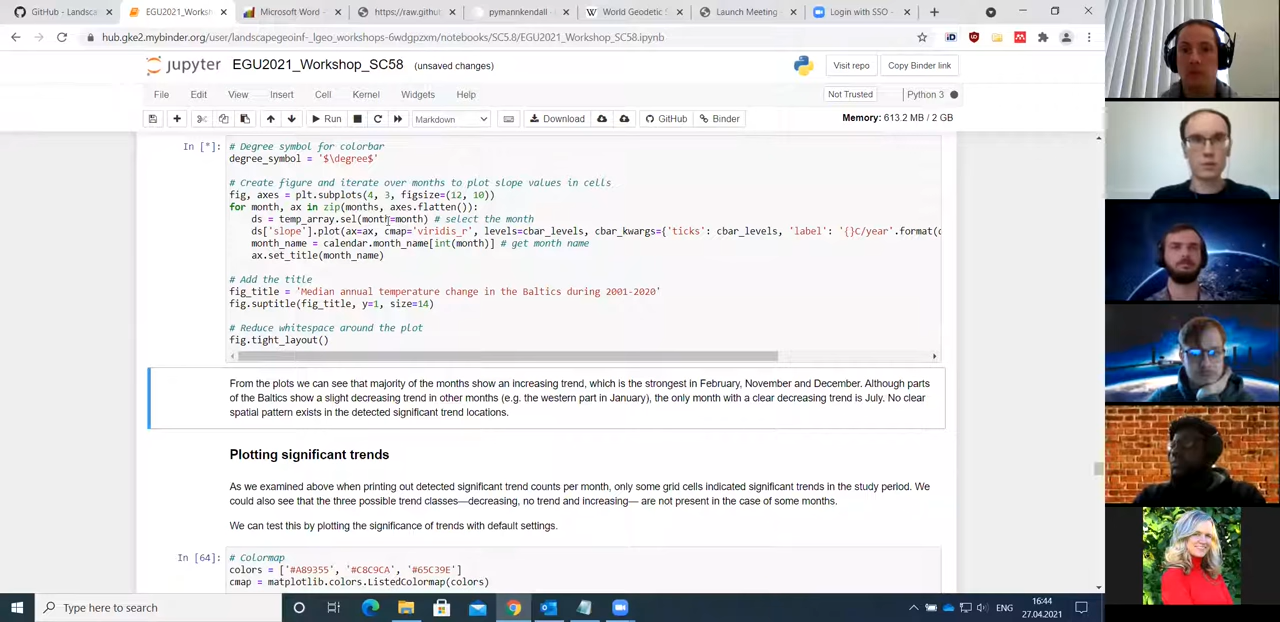 GitHub - Landsca
EGU2021_Worksh
Microsoft Word -
https://raw.githu
pymannkendall -
World Geodetic S
Launch Meeting -
Login with SSO -
hub.gke2.mybinder.org/user/landscapegeoinf-_lgeo_workshops-6wdgpzxm/notebooks/SC5.8/EGU2021_Workshop_SC58.ipynb
jupyter EGU2021_Workshop_SC58 (unsaved changes)
Visit repo Copy Binder link
File Edit View Insert Cell Kernel Widgets Help
Not Trusted Python 3
Run Markdown Download GitHub Binder
Memory: 613.2 MB / 2 GB
In [*]:
# Degree symbol for colorbar
degree_symbol = '$\degree$'
# Create figure and iterate over months to plot slope values in cells
fig, axes = plt.subplots(4, 3, figsize=(12, 10))
for month, ax in zip(months, axes.flatten()):
ds = temp_array.sel(month=month) # select the month
ds['slope'].plot(ax=ax, cmap='viridis_r', levels=cbar_levels, cbar_kwargs={'ticks': cbar_levels, 'label': '{}C/year'.format(
month_name = calendar.month_name[int(month)] # get month name
ax.set_title(month_name)
# Add the title
fig_title = 'Median annual temperature change in the Baltics during 2001-2020'
fig.suptitle(fig_title, y=1, size=14)
# Reduce whitespace around the plot
fig.tight_layout()
From the plots we can see that majority of the months show an increasing trend, which is the strongest in February, November and December. Although parts
of the Baltics show a slight decreasing trend in other months (e.g. the western part in January), the only month with a clear decreasing trend is July. No clear
spatial pattern exists in the detected significant trend locations.
Plotting significant trends
As we examined above when printing out detected significant trend counts per month, only some grid cells indicated significant trends in the study period. We
could also see that the three possible trend classes—decreasing, no trend and increasing— are not present in the case of some months.
We can test this by plotting the significance of trends with default settings.
In [64]:
# Colormap
colors = ['#AB9355', '#C8C9CA', '#65C39E']
cmap = matplotlib.colors.ListedColormap(colors)
Type here to search
ENG
16:44
27.04.2021